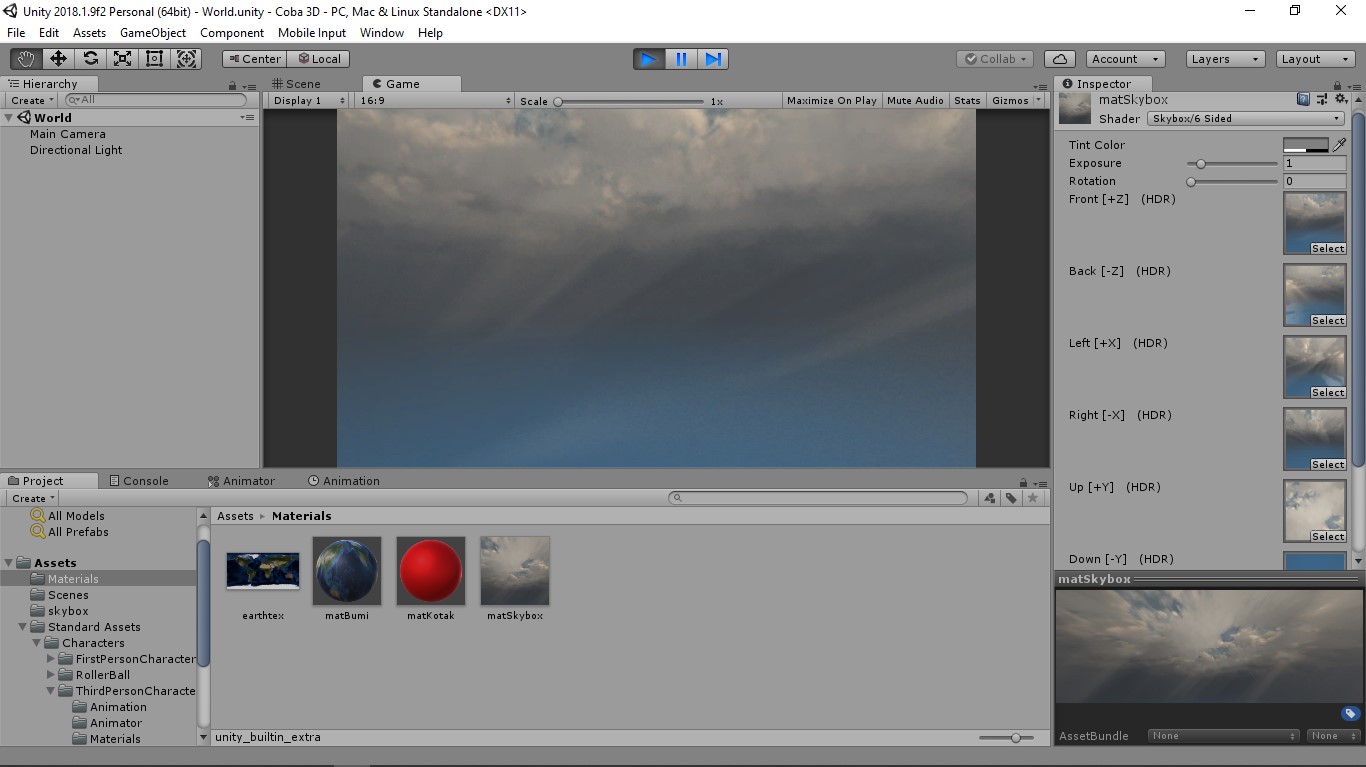 Unity 2018.1.9f2 Personal (64bit) - World.unity - Coba 3D - PC, Mac & Linux Standalone <DX11>
File Edit Assets GameObject Component Mobile Input Window Help
Center Local Collab Account Layers Layout
Hierarchy
Create All
World
Main Camera
Directional Light
Scene Game
Display 1 16:9 Scale 1x Maximize On Play Mute Audio Stats Gizmos
Inspector
matSkybox
Shader Skybox/6 Sided
Tint Color
Exposure 1
Rotation 0
Front [+Z] (HDR)
Select
Back [-Z] (HDR)
Select
Left [+X] (HDR)
Select
Right [-X] (HDR)
Select
Up [+Y] (HDR)
Select
Down [-Y] (HDR)
matSkybox
AssetBundle None None
Project Console Animator Animation
Create
All Models
All Prefabs
Assets
Materials
Scenes
skybox
Standard Assets
Characters
FirstPersonCharacter
RollerBall
ThirdPersonCharacte
Animation
Animator
Materials
Assets Materials
earthtex matBumi matKotak matSkybox
unity_builtin_extra